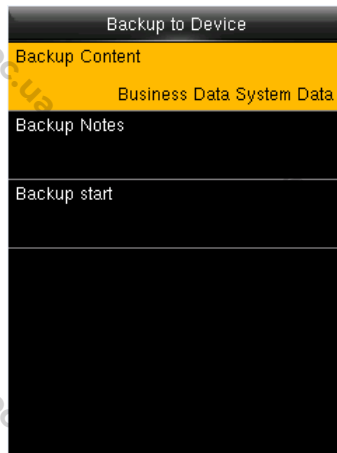 Backup to Device
Backup Content
Business Data System Data
Backup Notes
Backup start